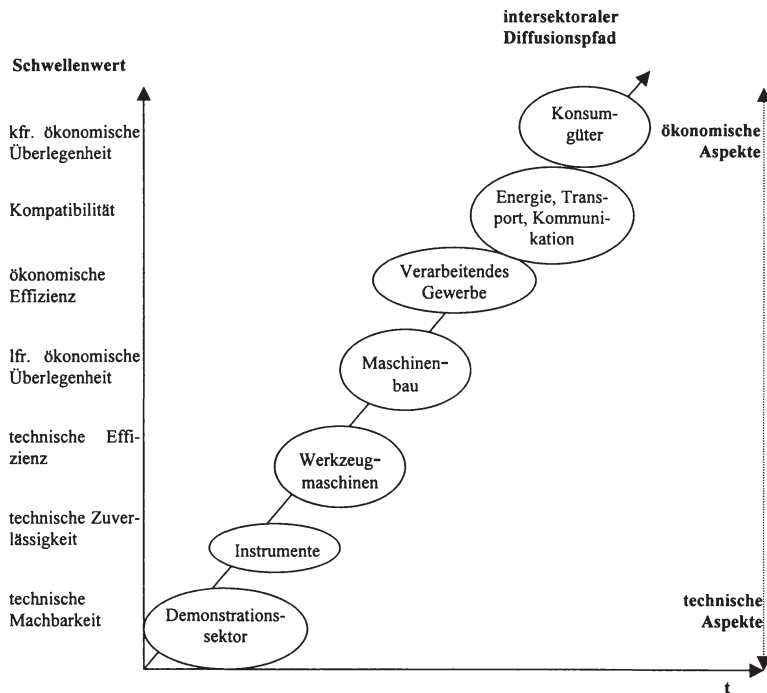 intersektoraler
Diffusionspfad
Schwellenwert
kfr. ökonomische
Überlegenheit
Konsum-
güter
ökonomische
Aspekte
Kompatibilität
Energie, Trans-
port, Kommuni-
kation
ökonomische
Effizienz
Verarbeitendes
Gewerbe
lfr. ökonomische
Überlegenheit
Maschinen-
bau
technische Effi-
zienz
Werkzeug-
maschinen
technische Zuver-
lässigkeit
Instrumente
technische
Machbarkeit
Demonstrations-
sektor
technische
Aspekte
t